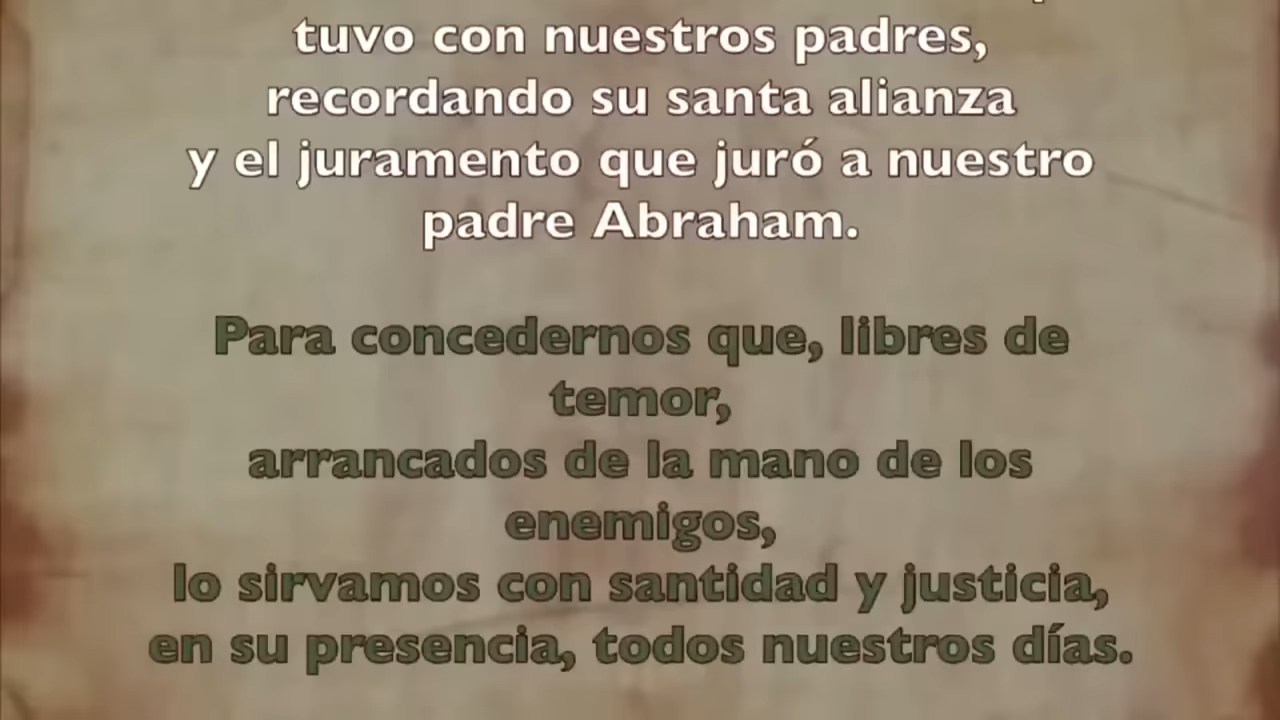 tuvo con nuestros padres,
recordando su santa alianza
y el juramento que juró a nuestro
padre Abraham.
Para concedernos que, libres de
temor,
arrancados de la mano de los
enemigos,
lo sirvamos con santidad y justicia,
en su presencia, todos nuestros días.